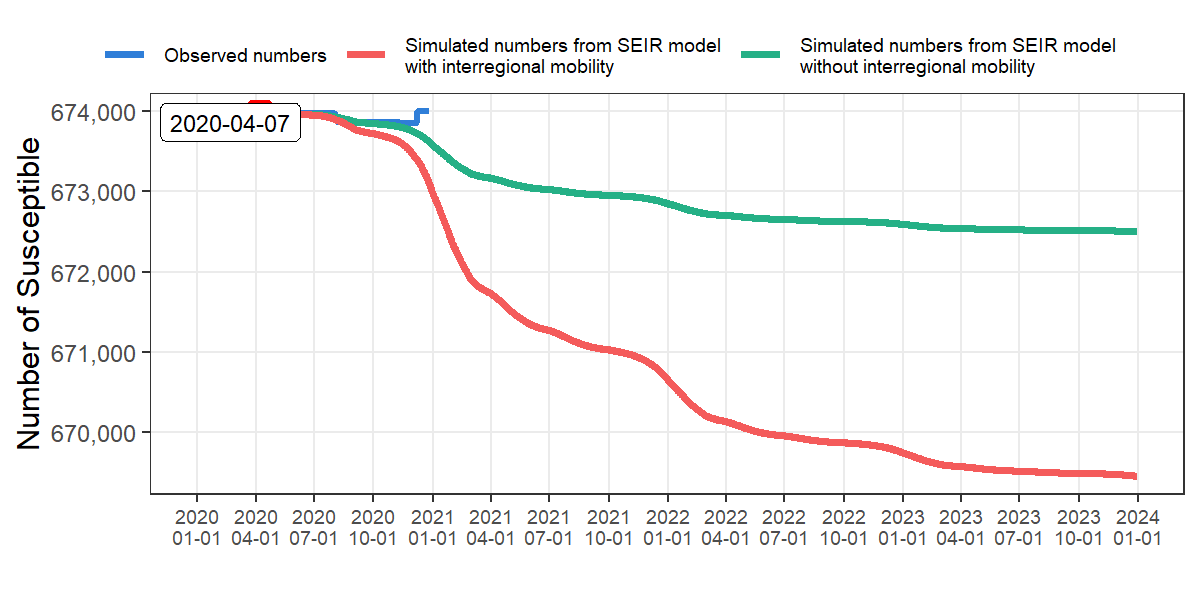 Observed numbers
Simulated numbers from SEIR model
with interregional mobility
Simulated numbers from SEIR model
without interregional mobility
Number of Susceptible
674,000
673,000
672,000
671,000
670,000
2020-04-07
2020 2020 2020 2020 2021 2021 2021 2021 2022 2022 2022 2022 2023 2023 2023 2023 2024
01-01 04-01 07-01 10-01 01-01 04-01 07-01 10-01 01-01 04-01 07-01 10-01 01-01 04-01 07-01 10-01 01-01